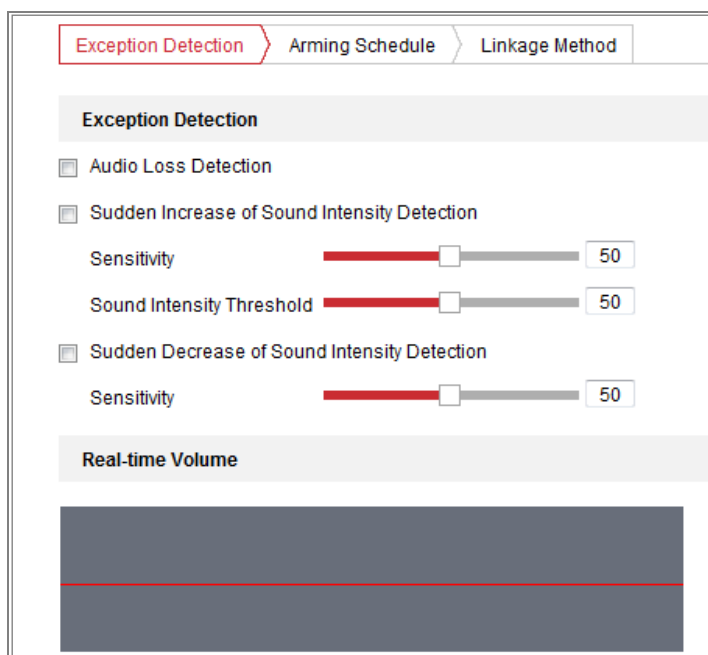 Exception Detection Arming Schedule Linkage Method
Exception Detection
Audio Loss Detection
Sudden Increase of Sound Intensity Detection
Sensitivity 50
Sound Intensity Threshold 50
Sudden Decrease of Sound Intensity Detection
Sensitivity 50
Real-time Volume